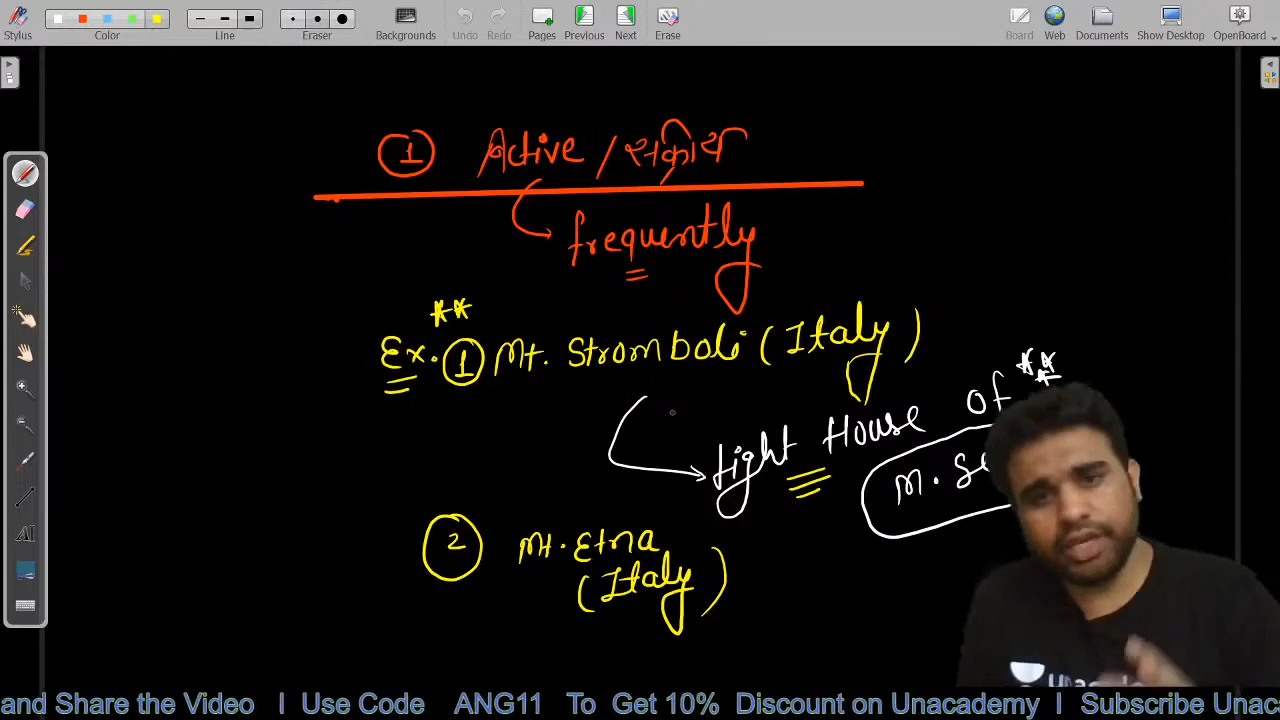 Stylus
Color
Line
Eraser
Backgrounds
Undo
Redo
Pages
Previous
Next
Erase
Board
Web
Documents
Show Desktop
OpenBoard
① Active / सक्रीय
frequently
Ex. ** ① Mt. Stromboli (Italy)
Light House of **
M.
② Mt. Etna
(Italy)
and Share the Video I Use Code ANG11 To Get 10% Discount on Unacademy I Subscribe